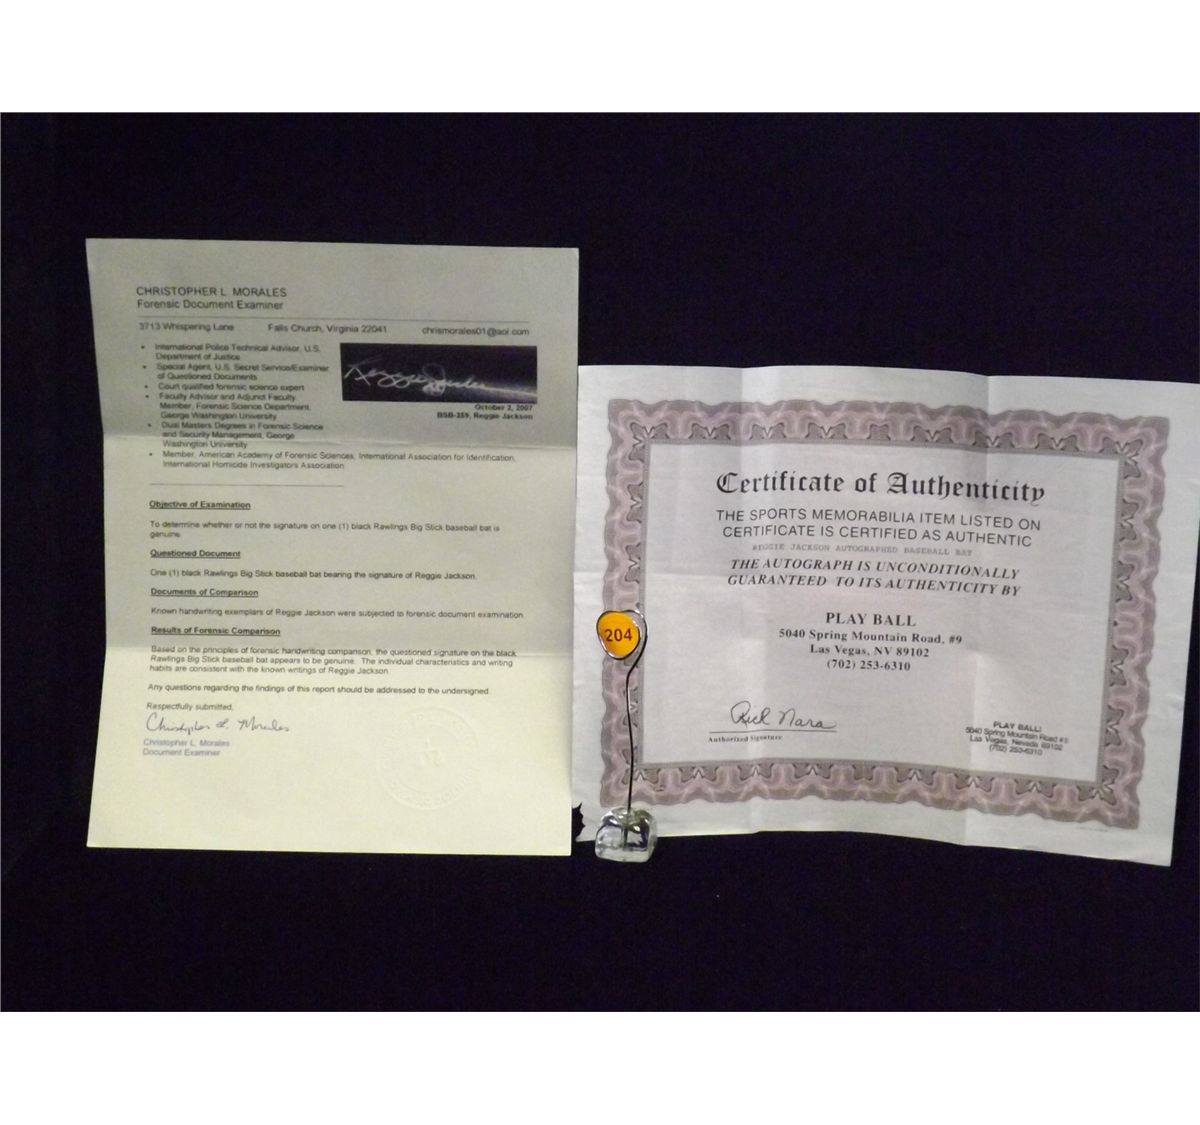 CHRISTOPHER L. MORALES
Forensic Document Examiner
3713 Whispering Lane Falls Church, Virginia 22041 chrismorales01@aol.com
• International Police Technical Advisor, U.S.
Department of Justice
• Special Agent, U.S. Secret Service/Examiner
of Questioned Documents
• Court qualified forensic science expert
• Faculty Advisor and Adjunct Faculty
Member, Forensic Science Department,
George Washington University
• Dual Masters Degrees in Forensic Science
and Security Management, George
Washington University
• Member, American Academy of Forensic Sciences, International Association for Identification,
International Homicide Investigators Association
Reggie Jackson
October 2, 2007
BSB-259, Reggie Jackson
Objective of Examination
To determine whether or not the signature on one (1) black Rawlings Big Stick baseball bat is
genuine.
Questioned Document
One (1) black Rawlings Big Stick baseball bat bearing the signature of Reggie Jackson.
Documents of Comparison
Known handwriting exemplars of Reggie Jackson were subjected to forensic document examination.
Results of Forensic Comparison
Based on the principles of forensic handwriting comparison, the questioned signature on the black
Rawlings Big Stick baseball bat appears to be genuine. The individual characteristics and writing
habits are consistent with the known writings of Reggie Jackson.
Any questions regarding the findings of this report should be addressed to the undersigned.
Respectfully submitted,
Christopher L. Morales
Christopher L. Morales
Document Examiner
204
Certificate of Authenticity
THE SPORTS MEMORABILIA ITEM LISTED ON
CERTIFICATE IS CERTIFIED AS AUTHENTIC
REGGIE JACKSON AUTOGRAPHED BASEBALL BAT
THE AUTOGRAPH IS UNCONDITIONALLY
GUARANTEED TO ITS AUTHENTICITY BY
PLAY BALL
5040 Spring Mountain Road, #9
Las Vegas, NV 89102
(702) 253-6310
Rick Nara
Authorized Signature
PLAY BALL!
5040 Spring Mountain Road #9
Las Vegas, Nevada 89102
(702) 253-6310